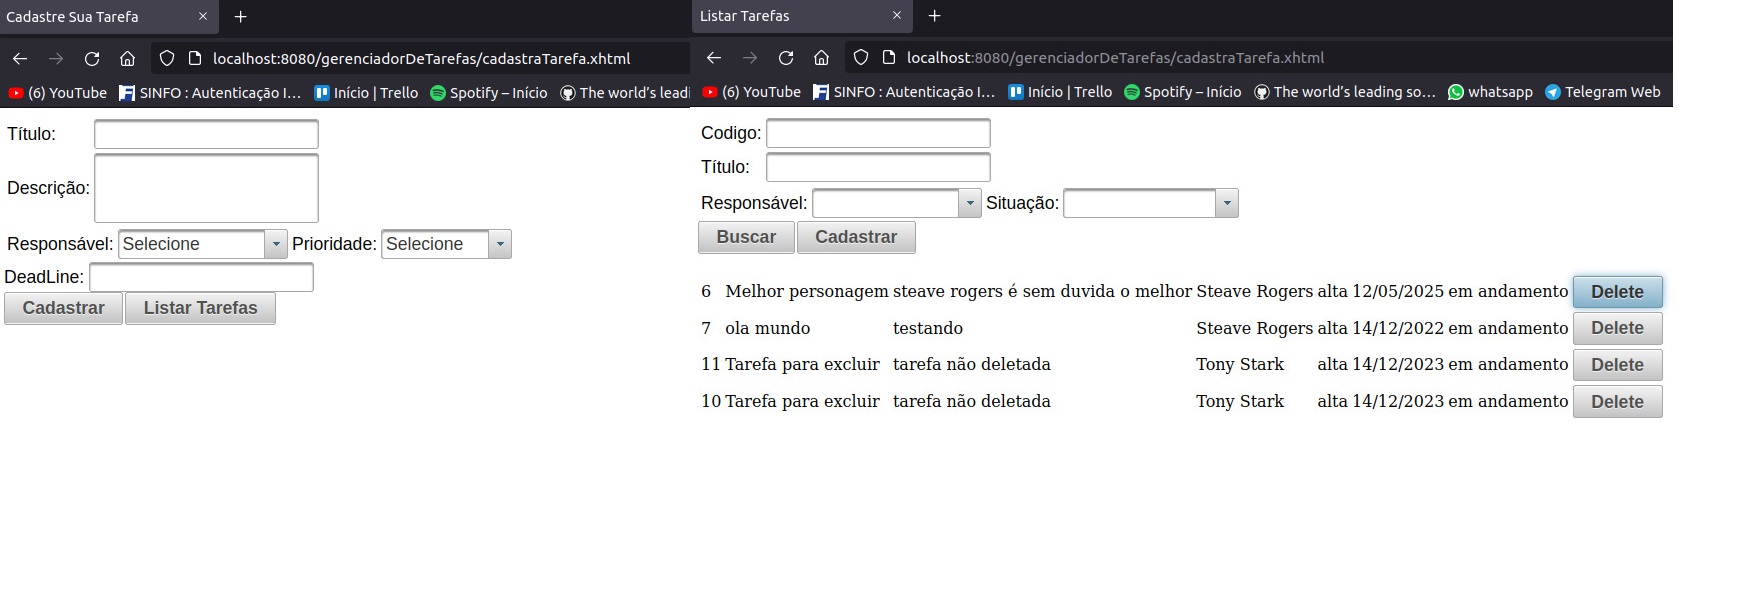 Cadastre Sua Tarefa
localhost:8080/gerenciadorDeTarefas/cadastraTarefa.xhtml
(6) YouTube SINFO : Autenticação I... Início | Trello Spotify – Início The world's leadi
Título:
Descrição:
Responsável: Selecione Prioridade: Selecione
DeadLine:
Cadastrar Listar Tarefas
Listar Tarefas
localhost:8080/gerenciadorDeTarefas/cadastraTarefa.xhtml
(6) YouTube SINFO : Autenticação I... Início | Trello Spotify – Início The world's leading so... whatsapp Telegram Web
Codigo:
Título:
Responsável: Situação:
Buscar Cadastrar
6 Melhor personagem steave rogers é sem duvida o melhor Steave Rogers alta 12/05/2025 em andamento Delete
7 ola mundo testando Steave Rogers alta 14/12/2022 em andamento Delete
11 Tarefa para excluir tarefa não deletada Tony Stark alta 14/12/2023 em andamento Delete
10 Tarefa para excluir tarefa não deletada Tony Stark alta 14/12/2023 em andamento Delete